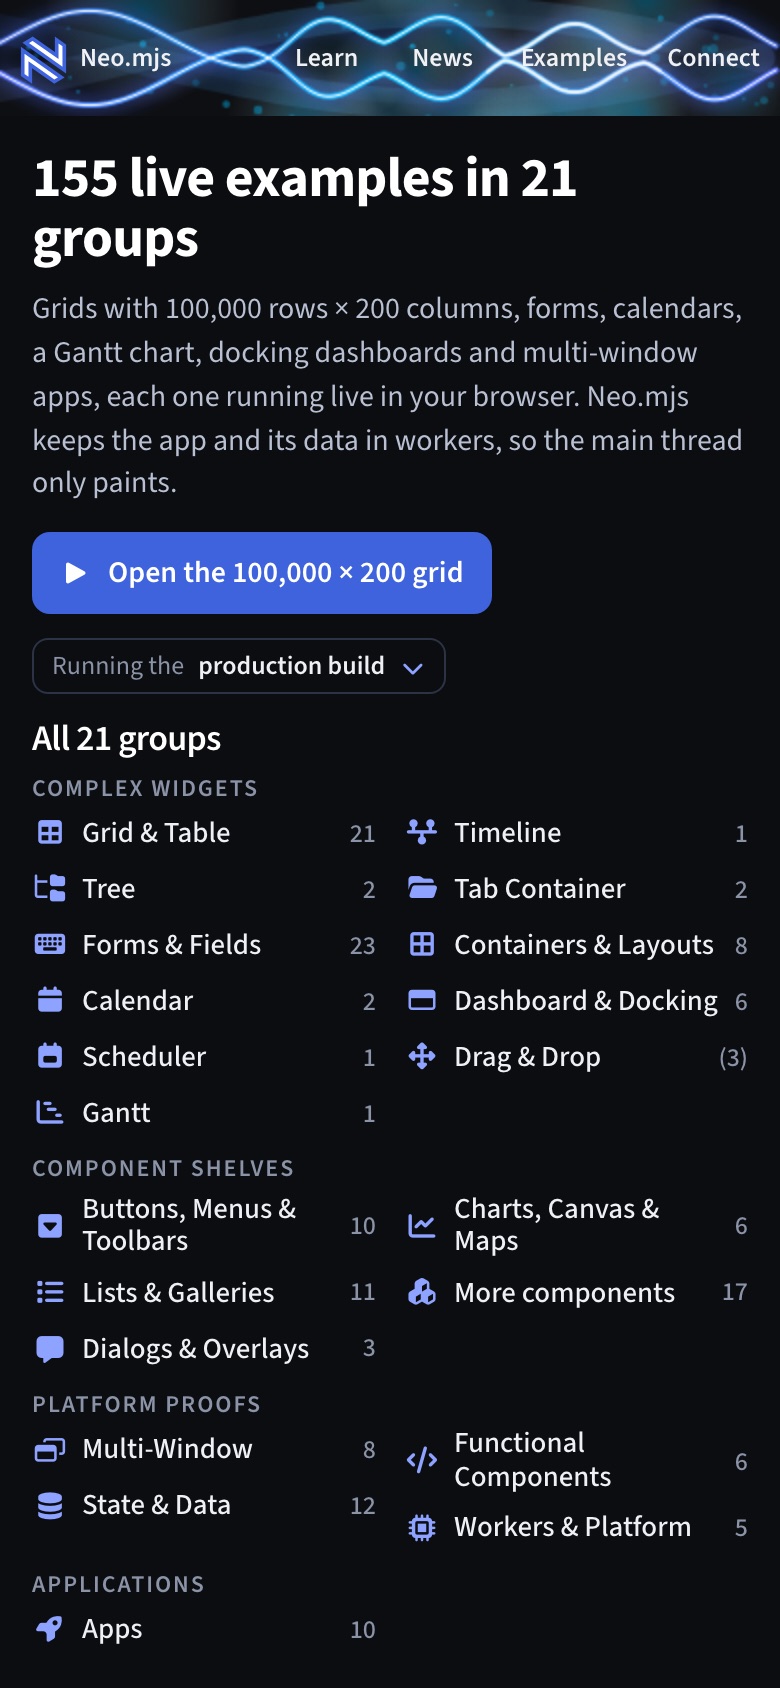 Neo.mjs Learn News Examples Connect
155 live examples in 21
groups
Grids with 100,000 rows × 200 columns, forms, calendars,
a Gantt chart, docking dashboards and multi-window
apps, each one running live in your browser. Neo.mjs
keeps the app and its data in workers, so the main thread
only paints.
Open the 100,000 × 200 grid
Running the production build
All 21 groups
COMPLEX WIDGETS
Grid & Table 21
Tree 2
Forms & Fields 23
Calendar 2
Scheduler 1
Gantt 1
Timeline 1
Tab Container 2
Containers & Layouts 8
Dashboard & Docking 6
Drag & Drop (3)
COMPONENT SHELVES
Buttons, Menus &
Toolbars 10
Lists & Galleries 11
Dialogs & Overlays 3
Charts, Canvas &
Maps 6
More components 17
PLATFORM PROOFS
Multi-Window 8
State & Data 12
Functional
Components 6
Workers & Platform 5
APPLICATIONS
Apps 10